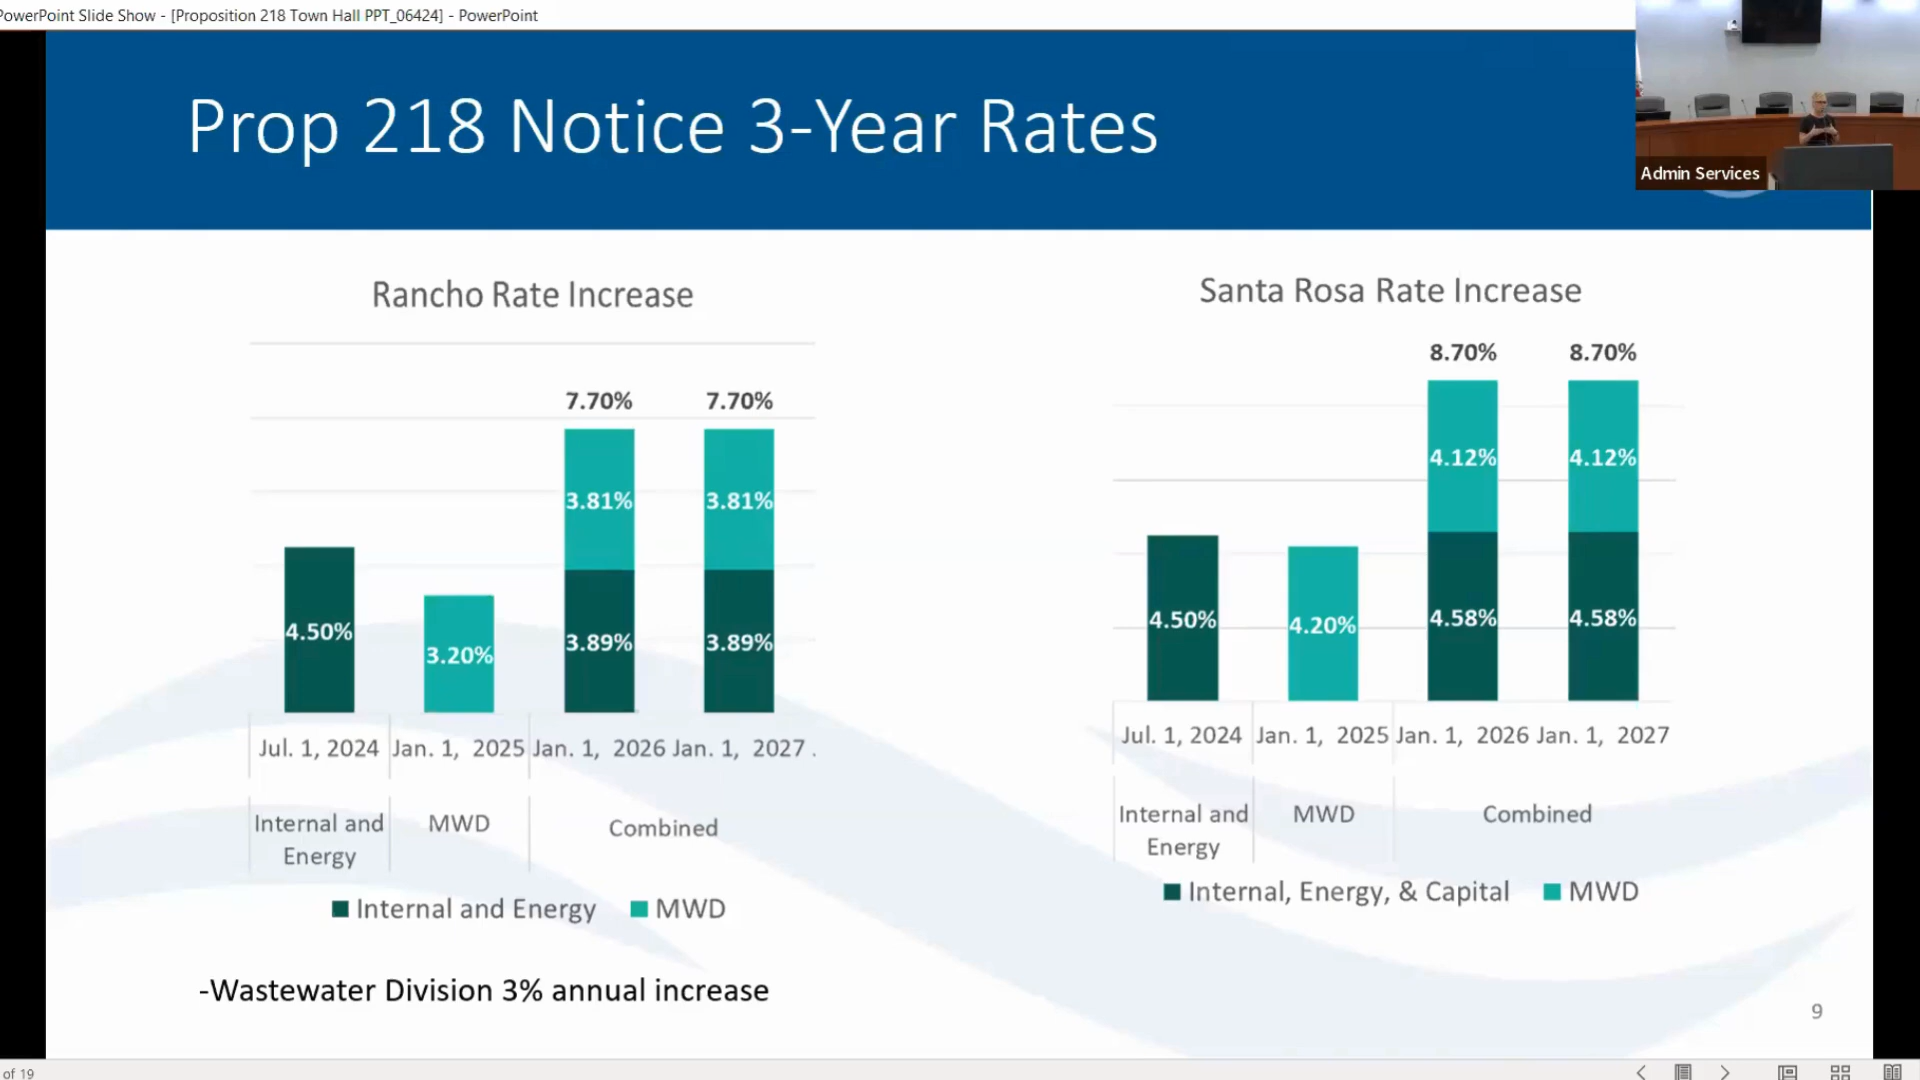 PowerPoint Slide Show - [Proposition 218 Town Hall PPT_06424] - PowerPoint
Prop 218 Notice 3-Year Rates
Admin Services
Rancho Rate Increase
7.70% 7.70%
3.81% 3.81%
4.50% 3.20% 3.89% 3.89%
Jul. 1, 2024 Jan. 1, 2025 Jan. 1, 2026 Jan. 1, 2027 .
Internal and Energy MWD Combined
Internal and Energy MWD
Santa Rosa Rate Increase
8.70% 8.70%
4.12% 4.12%
4.50% 4.20% 4.58% 4.58%
Jul. 1, 2024 Jan. 1, 2025 Jan. 1, 2026 Jan. 1, 2027
Internal and Energy MWD Combined
Internal, Energy, & Capital MWD
-Wastewater Division 3% annual increase
9
of 19